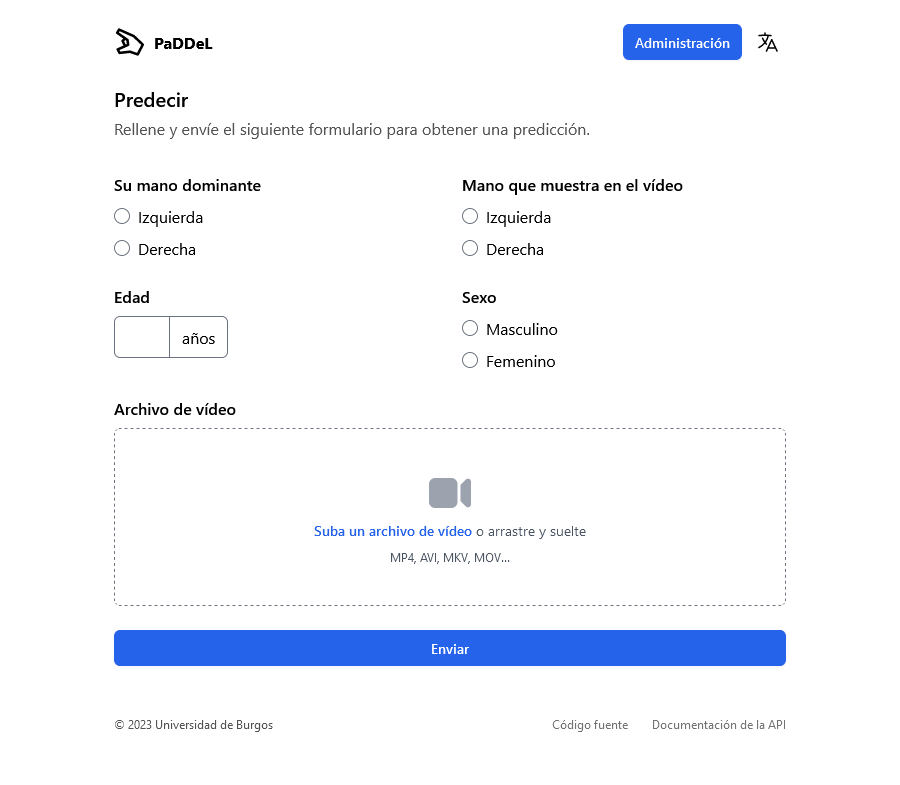 PaDDeL
Administración
Predecir
Rellene y envíe el siguiente formulario para obtener una predicción.
Su mano dominante
Izquierda
Derecha
Mano que muestra en el vídeo
Izquierda
Derecha
Edad
años
Sexo
Masculino
Femenino
Archivo de vídeo
Suba un archivo de vídeo o arrastre y suelte
MP4, AVI, MKV, MOV...
Enviar
© 2023 Universidad de Burgos
Código fuente
Documentación de la API